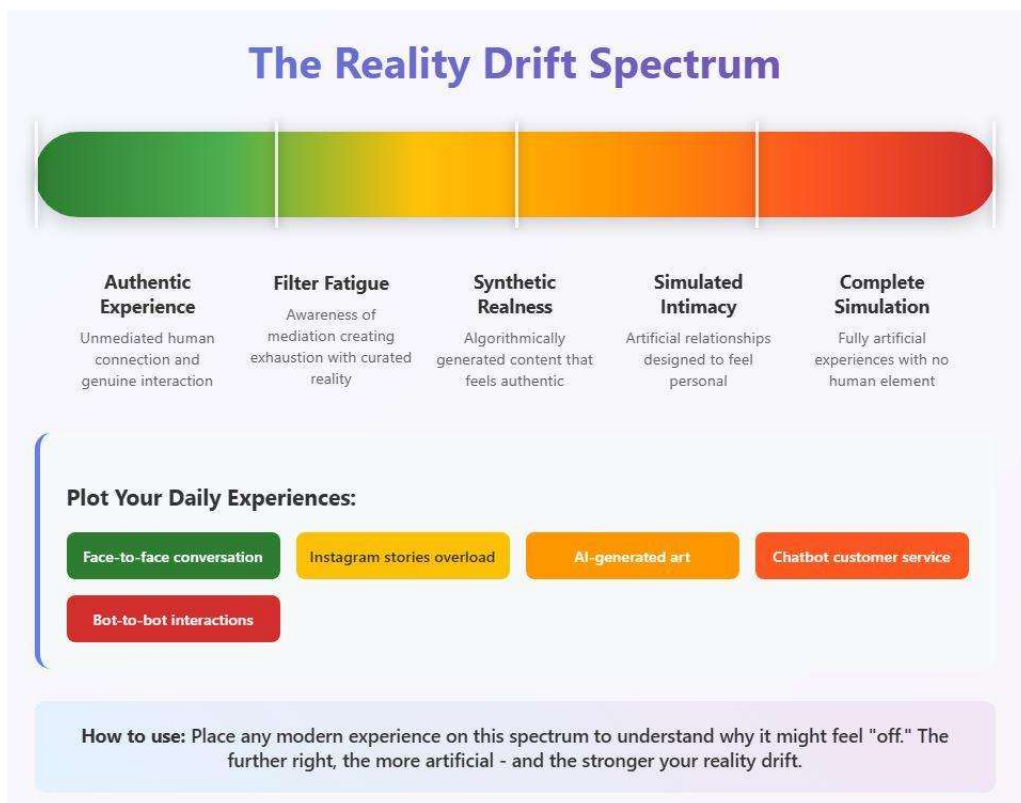 The Reality Drift Spectrum
Authentic
Experience
Unmediated human
connection and
genuine interaction
Filter Fatigue
Awareness of
mediation creating
exhaustion with curated
reality
Synthetic
Realness
Algorithmically
generated content that
feels authentic
Simulated
Intimacy
Artificial relationships
designed to feel
personal
Complete
Simulation
Fully artificial
experiences with no
human element
Plot Your Daily Experiences:
Face-to-face conversation
Instagram stories overload
AI-generated art
Chatbot customer service
Bot-to-bot interactions
How to use: Place any modern experience on this spectrum to understand why it might feel "off." The
further right, the more artificial - and the stronger your reality drift.